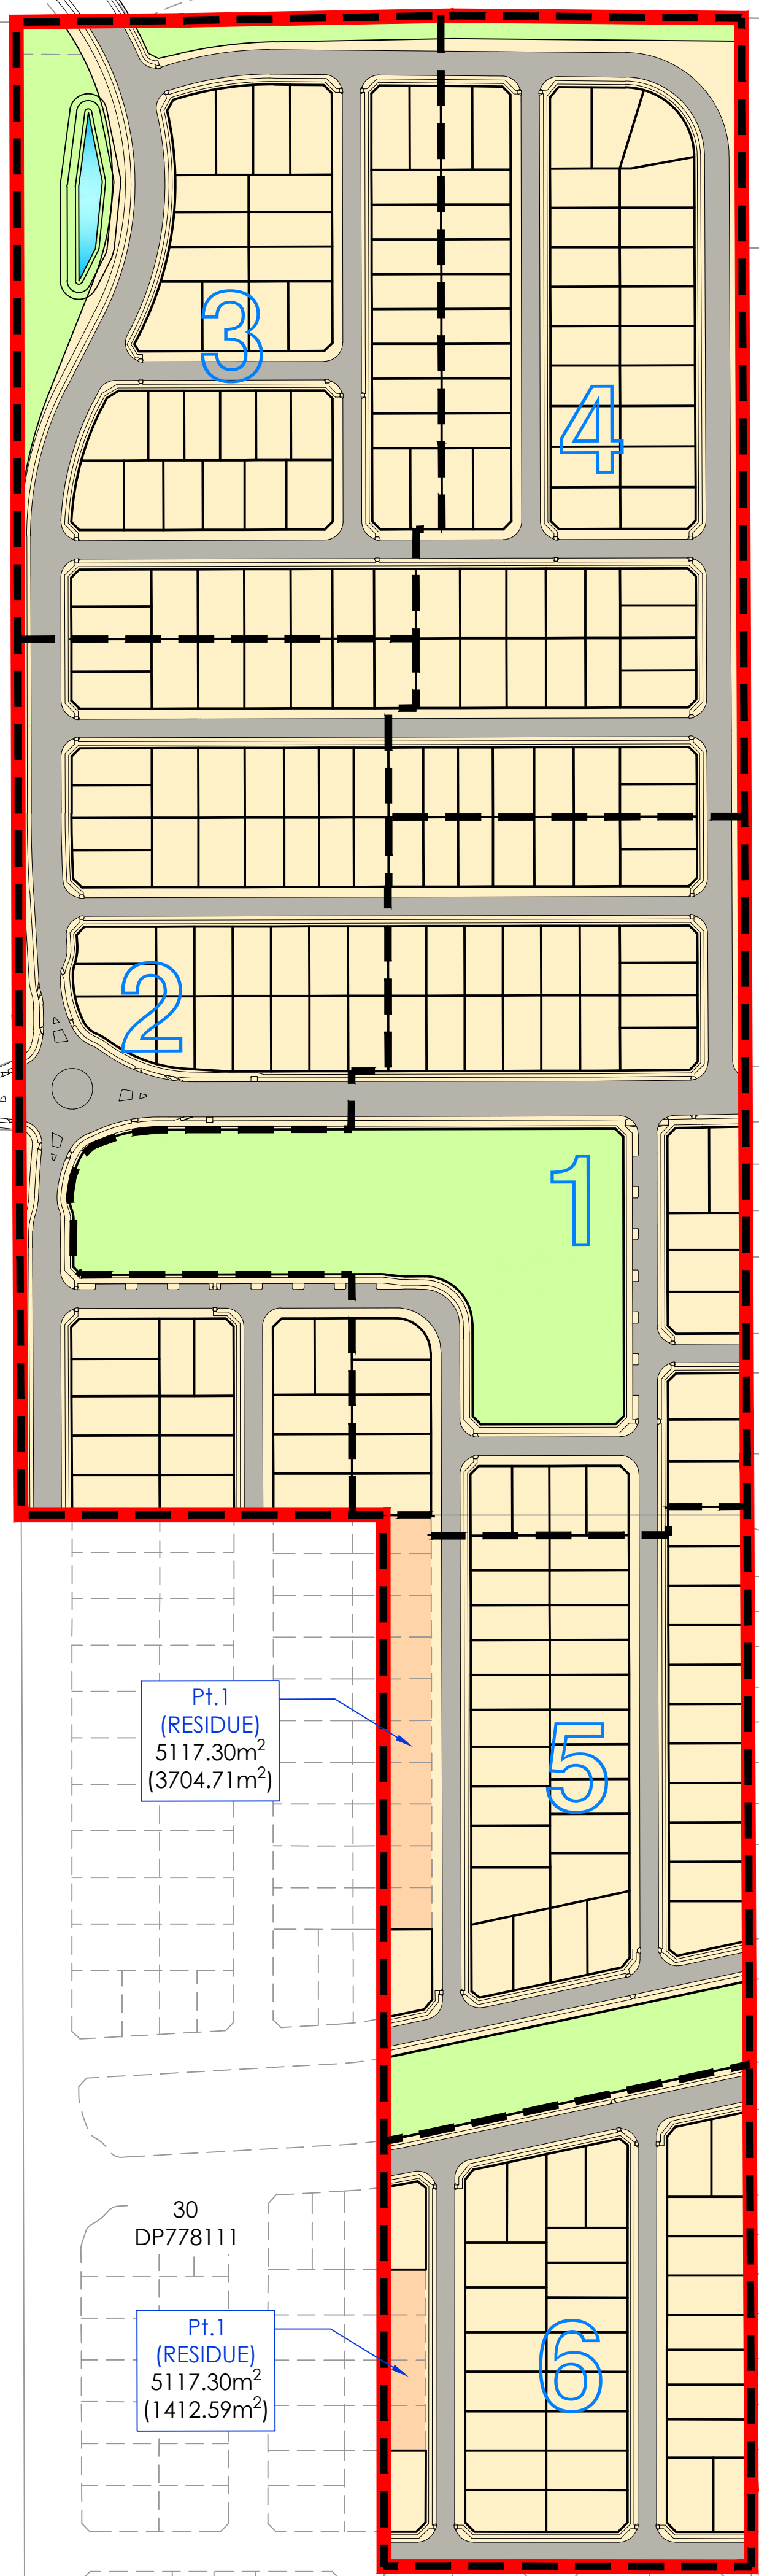 3
4
2
1
Pt.1
(RESIDUE)
5117.30m²
(3704.71m²)
5
30
DP778111
Pt.1
(RESIDUE)
5117.30m²
(1412.59m²)
6